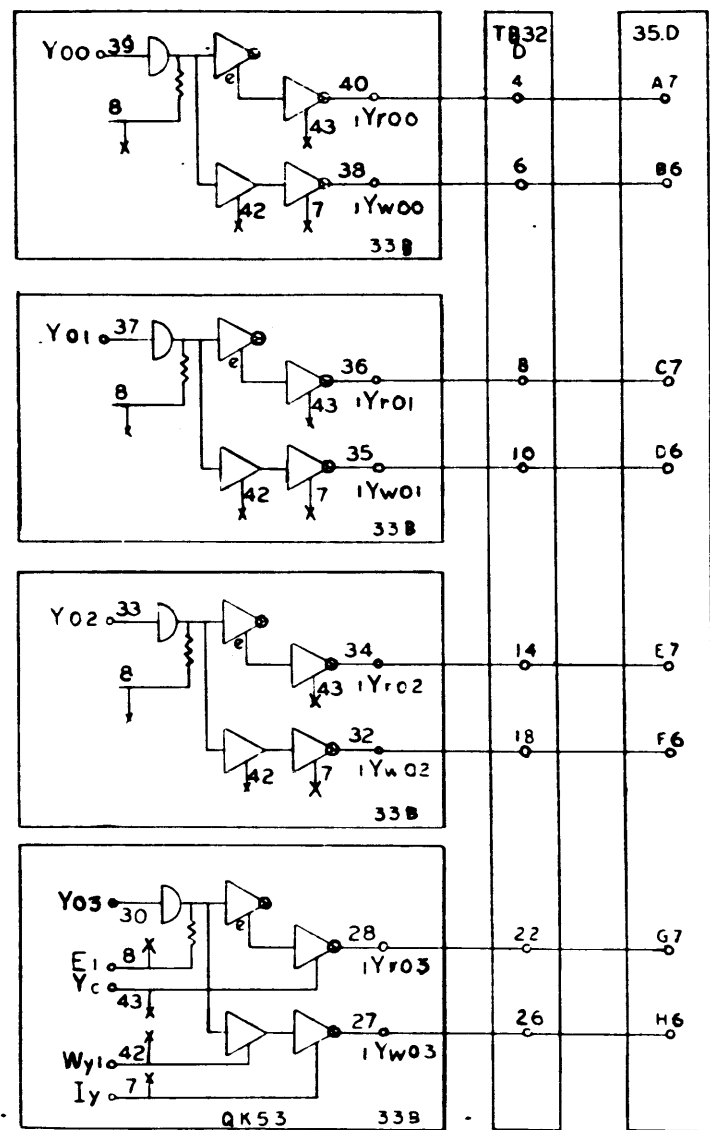 TB32 35.D
D
Y00 39
e
8 40 4 A7
43 1Yr00
38 6 B6
42 7 1Yw00
33B
Y01 37
e
8 36 8 C7
43 1Yr01
35 10 D6
42 7 1Yw01
33B
Y02 33
e
8 34 14 E7
43 1Yr02
32 18 F6
42 7 1Yw02
33B
Y03 30
e
E1 8 28 22 G7
Yc 43 1Yr03
27 26 H6
Wy1 42 1Yw03
Iy 7
QK53 33B